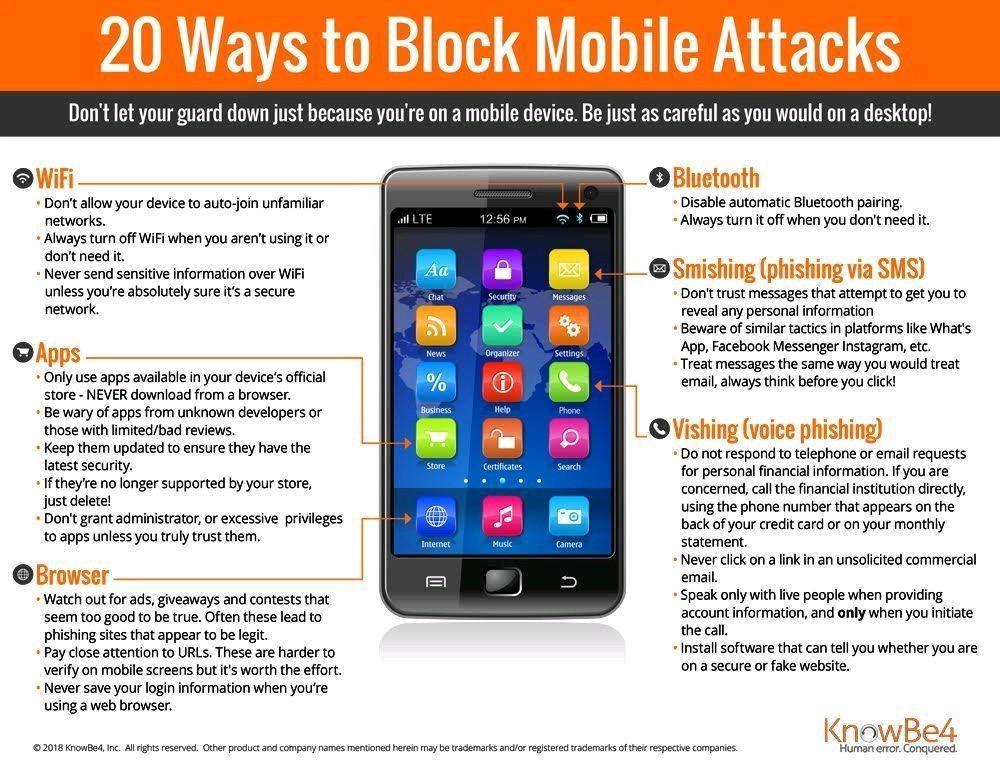 20 Ways to Block Mobile Attacks
Don't let your guard down just because you're on a mobile device. Be just as careful as you would on a desktop!
WiFi
• Don't allow your device to auto-join unfamiliar
networks.
• Always turn off WiFi when you aren't using it or
don't need it.
• Never send sensitive information over WiFi
unless you're absolutely sure it's a secure
network.
Apps
• Only use apps available in your device's official
store - NEVER download from a browser.
• Be wary of apps from unknown developers or
those with limited/bad reviews.
• Keep them updated to ensure they have the
latest security.
• If they're no longer supported by your store,
just delete!
• Don't grant administrator, or excessive privileges
to apps unless you truly trust them.
Browser
• Watch out for ads, giveaways and contests that
seem too good to be true. Often these lead to
phishing sites that appear to be legit.
• Pay close attention to URLs. These are harder to
verify on mobile screens but it's worth the effort.
• Never save your login information when you're
using a web browser.
LTE 12:56 PM
Aa
Chat Security Messages
News Organizer Settings
%
Business Help Phone
Store Certificates Search
Internet Music Camera
Bluetooth
• Disable automatic Bluetooth pairing.
• Always turn it off when you don't need it.
Smishing (phishing via SMS)
• Don't trust messages that attempt to get you to
reveal any personal information
• Beware of similar tactics in platforms like What's
App, Facebook Messenger Instagram, etc.
• Treat messages the same way you would treat
email, always think before you click!
Vishing (voice phishing)
• Do not respond to telephone or email requests
for personal financial information. If you are
concerned, call the financial institution directly,
using the phone number that appears on the
back of your credit card or on your monthly
statement.
• Never click on a link in an unsolicited commercial
email.
• Speak only with live people when providing
account information, and only when you initiate
the call.
• Install software that can tell you whether you are
on a secure or fake website.
KnowBe4
Human error. Conquered.
© 2018 KnowBe4, Inc. All rights reserved. Other product and company names mentioned herein may be trademarks and/or registered trademarks of their respective companies.